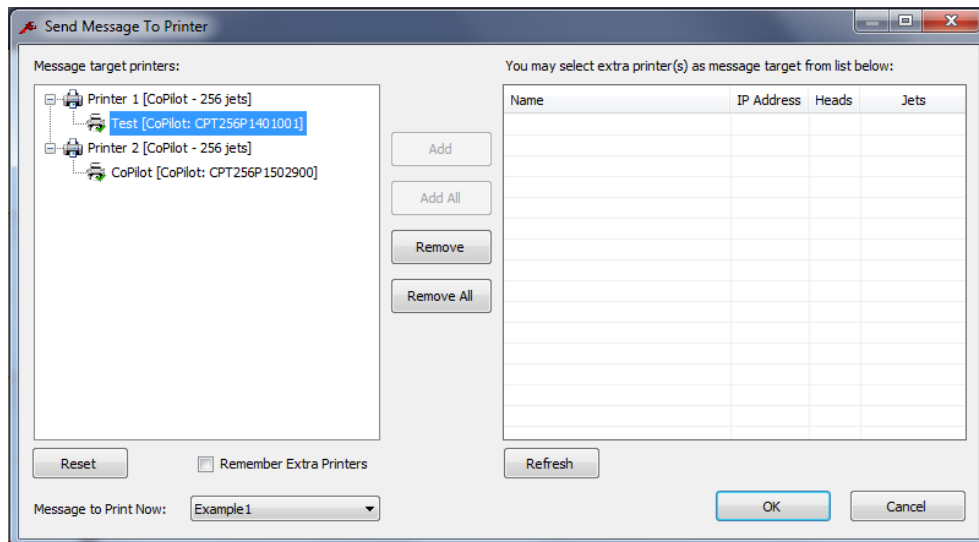 Send Message To Printer
Message target printers:
You may select extra printer(s) as message target from list below:
Printer 1 [CoPilot - 256 jets]
Test [CoPilot: CPT256P1401001]
Printer 2 [CoPilot - 256 jets]
CoPilot [CoPilot: CPT256P1502900]
Add
Add All
Remove
Remove All
Name IP Address Heads Jets
Reset
Remember Extra Printers
Refresh
Message to Print Now: Example1
OK
Cancel